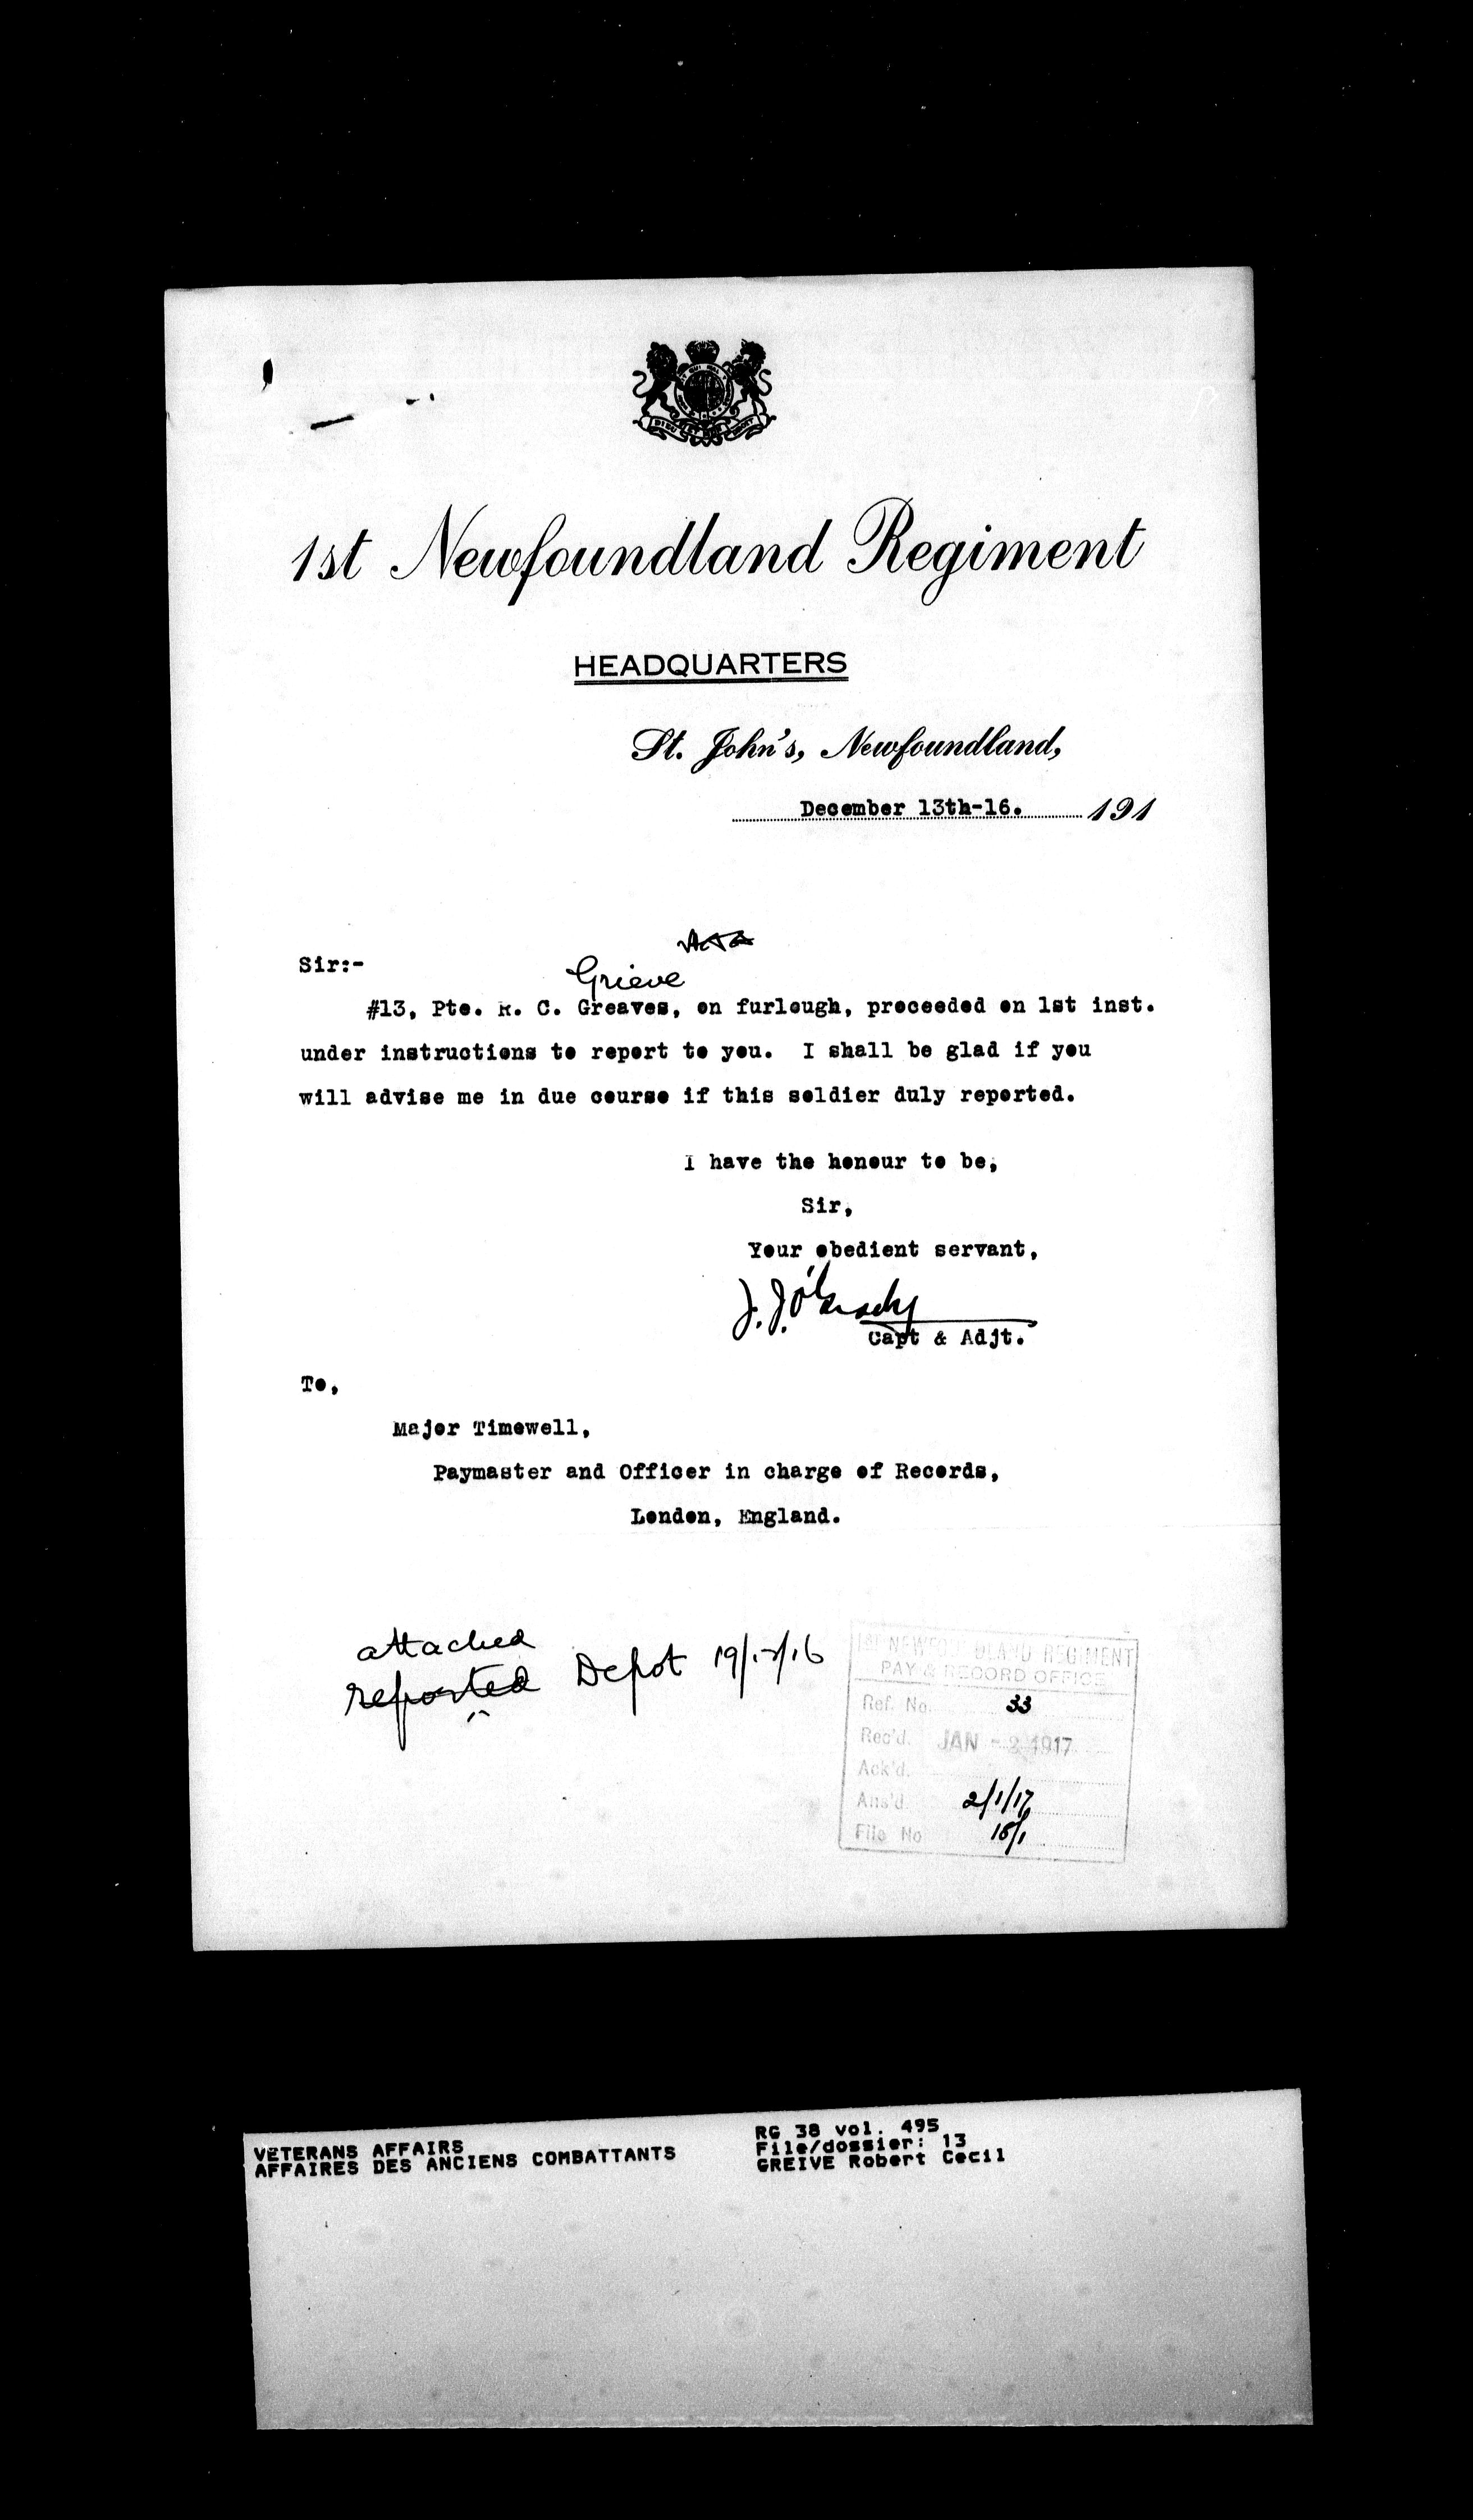 1st Newfoundland Regiment
HEADQUARTERS
St. John's, Newfoundland,
December 13th-16. 191
Sir:-
Grieve
#13, Pte. R. C. Greaves, on furlough, proceeded on 1st inst.
under instructions to report to you. I shall be glad if you
will advise me in due course if this soldier duly reported.
I have the honour to be,
Sir,
Your obedient servant,
J. J. O'Grady
Capt & Adjt.
To,
Major Timewell,
Paymaster and Officer in charge of Records,
London, England.
attached
reported Depot 19/12/16
1ST NEWFOUNDLAND REGIMENT
PAY & RECORD OFFICE
Ref. No. 33
Rec'd. JAN - 2 1917
Ack'd.
Ans'd. 2/1/17
File No 15/1
VETERANS AFFAIRS
AFFAIRES DES ANCIENS COMBATTANTS
RG 38 vol. 495
File/dossier: 13
GREIVE Robert Cecil